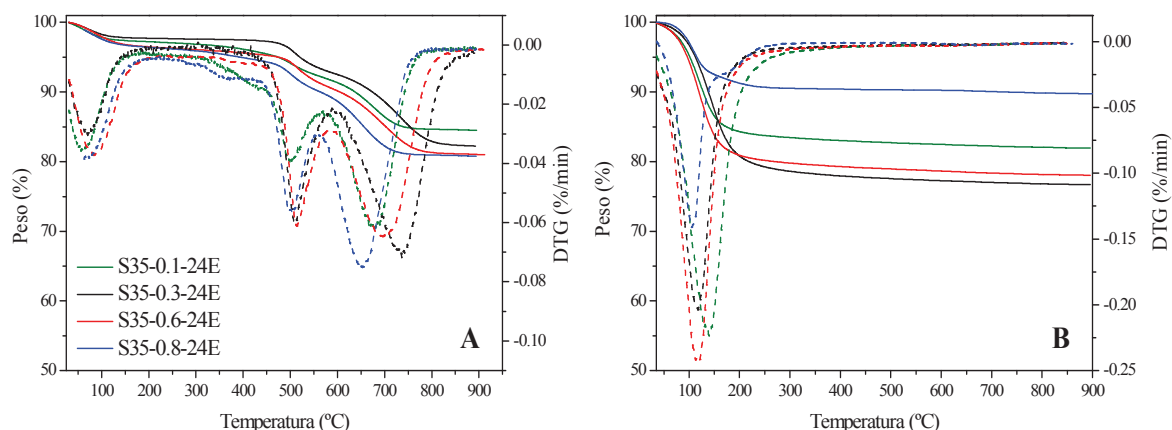 100
90
80
70
60
50
Peso (%)
100 200 300 400 500 600 700 800 900
Temperatura (ºC)
0.00
-0.02
-0.04
-0.06
-0.08
-0.10
DTG (%/min)
S35-0.1-24E
S35-0.3-24E
S35-0.6-24E
S35-0.8-24E
A
100
90
80
70
60
50
Peso (%)
100 200 300 400 500 600 700 800 900
Temperatura (ºC)
0.00
-0.05
-0.10
-0.15
-0.20
-0.25
DTG (%/min)
B